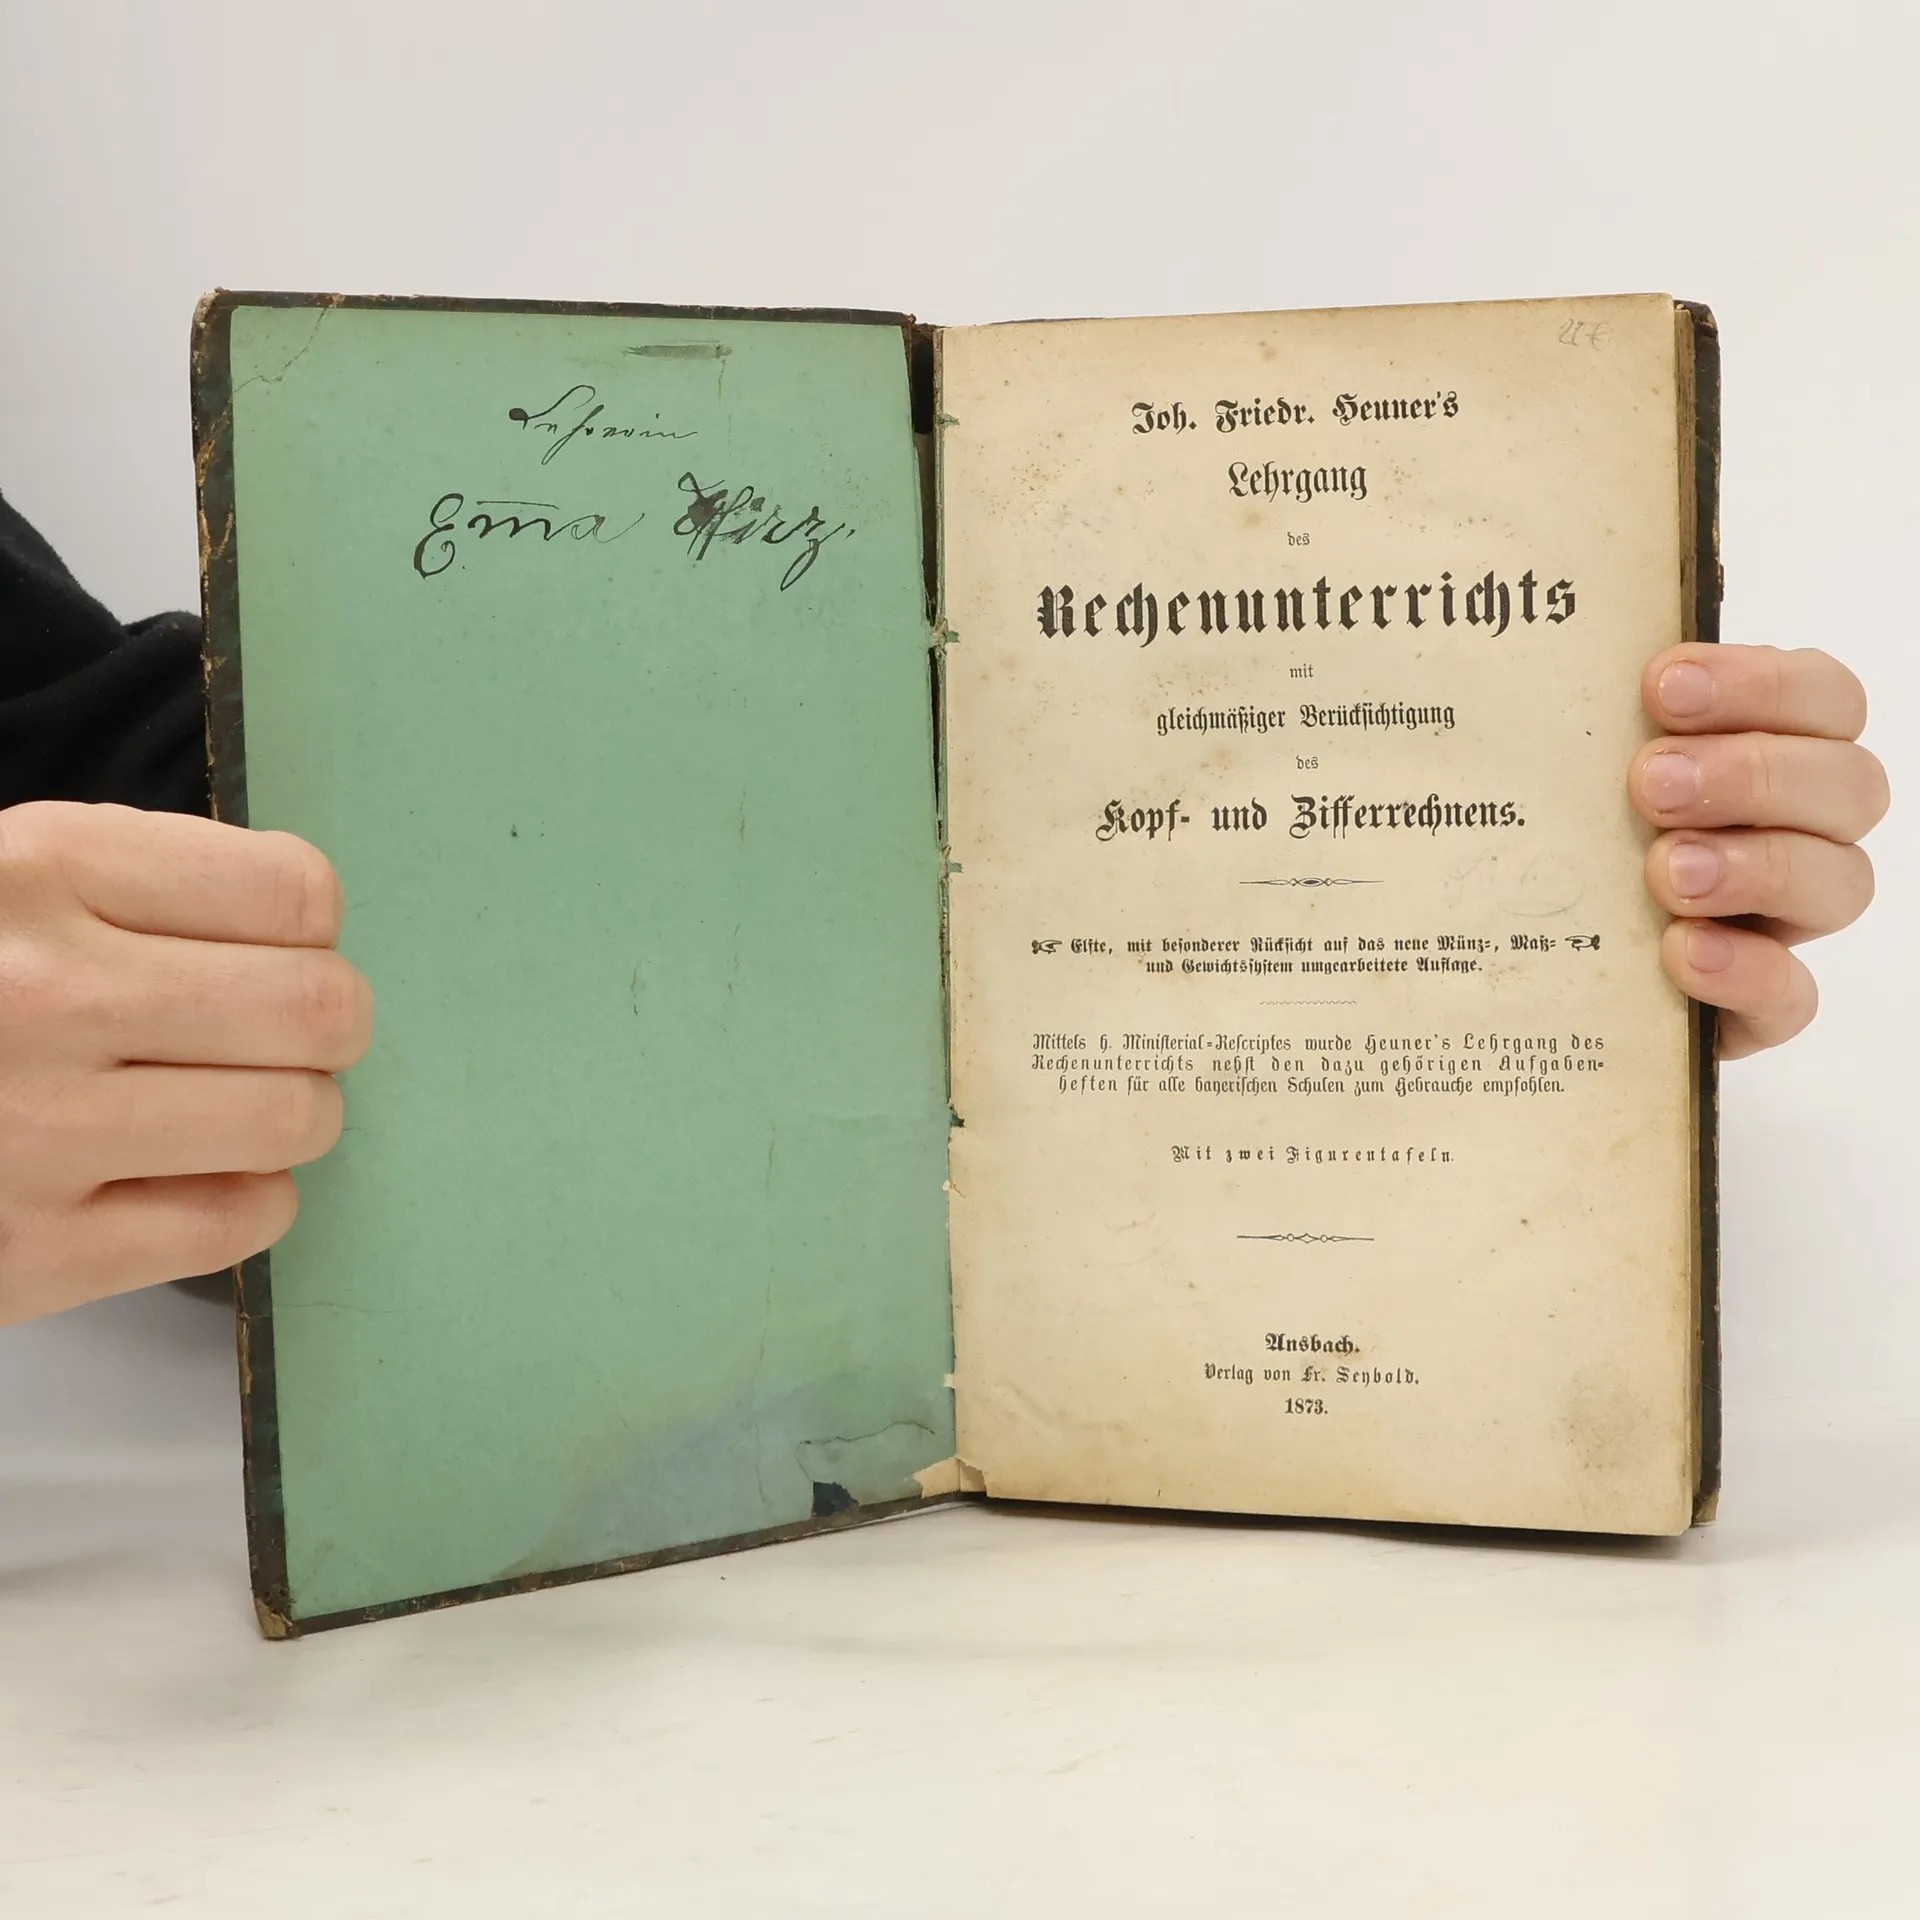 Lehrerin
Em̅a
Joh. Friedr. Heuner's
Lehrgang
des
Rechenunterrichts
mit
gleichmäßiger Berücksichtigung
des
Kopf- und Zifferrechnens.
Elfte, mit besonderer Rücksicht auf das neue Münz-, Maß-
und Gewichtssystem umgearbeitete Auflage.
Mittels h. Ministerial-Rescriptes wurde Heuner's Lehrgang des
Rechenunterrichts nebst den dazu gehörigen Aufgaben-
heften für alle bayerischen Schulen zum Gebrauche empfohlen.
Mit zwei Figurentafeln.
Ansbach.
Verlag von Fr. Seybold.
1873.